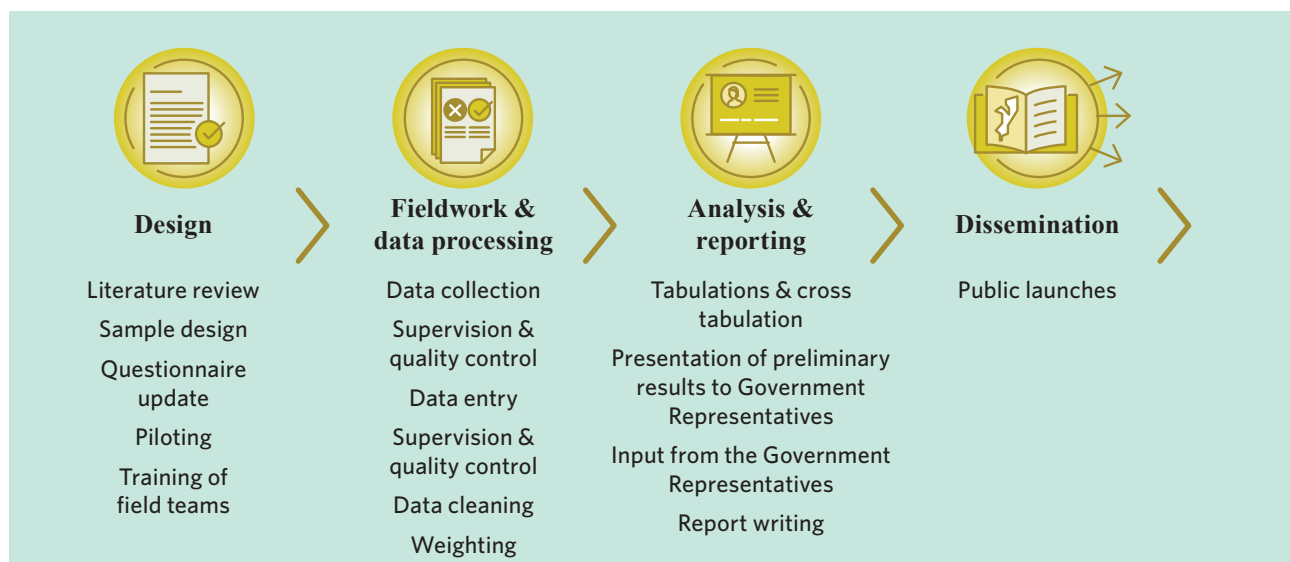 Design
Literature review
Sample design
Questionnaire
update
Piloting
Training of
field teams
Fieldwork &
data processing
Data collection
Supervision &
quality control
Data entry
Supervision &
quality control
Data cleaning
Weighting
Analysis &
reporting
Tabulations & cross
tabulation
Presentation of preliminary
results to Government
Representatives
Input from the Government
Representatives
Report writing
Dissemination
Public launches